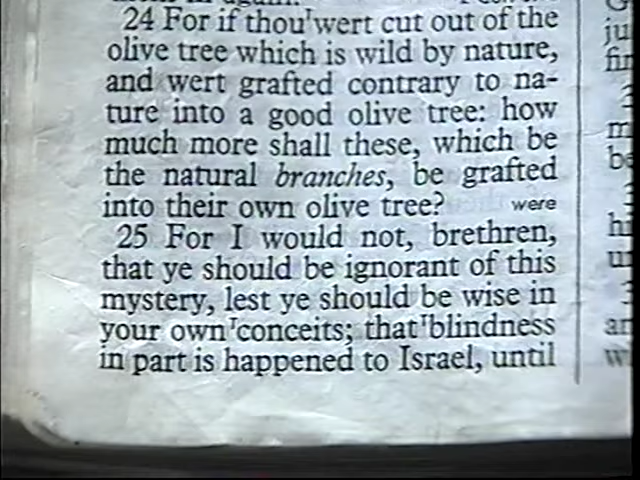 24 For if thou ʳwert cut out of the
olive tree which is wild by nature,
and wert grafted contrary to na-
ture into a good olive tree: how
much more shall these, which be
the natural branches, be grafted
into their own olive tree? were
25 For I would not, brethren,
that ye should be ignorant of this
mystery, lest ye should be wise in
your own ʳconceits; that ʳblindness
in part is happened to Israel, until